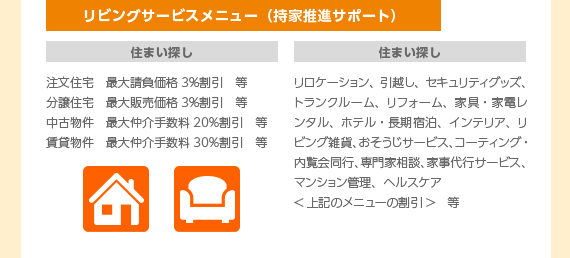 リビングサービスメニュー（持家推進サポート）
住まい探し
注文住宅　最大請負価格 3%割引　等
分譲住宅　最大販売価格 3%割引　等
中古物件　最大仲介手数料 20%割引　等
賃貸物件　最大仲介手数料 30%割引　等
住まい探し
リロケーション、引越し、セキュリティグッズ、
トランクルーム、リフォーム、家具・家電レ
ンタル、ホテル・長期宿泊、インテリア、リ
ビング雑貨、おそうじサービス、コーティング・
内覧会同行、専門家相談、家事代行サービス、
マンション管理、ヘルスケア
＜上記のメニューの割引＞　等